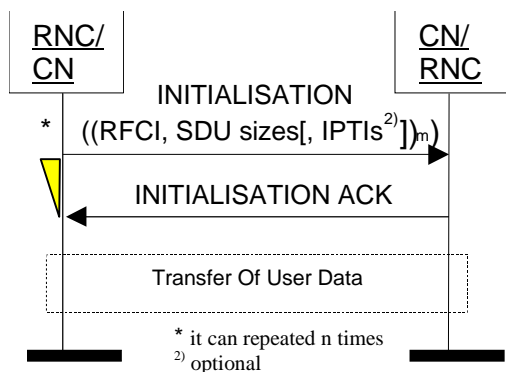 RNC/
CN
CN/
RNC
INITIALISATION
* ((RFCI, SDU sizes[, IPTIs2)])m)
INITIALISATION ACK
Transfer Of User Data
* it can repeated n times
2) optional